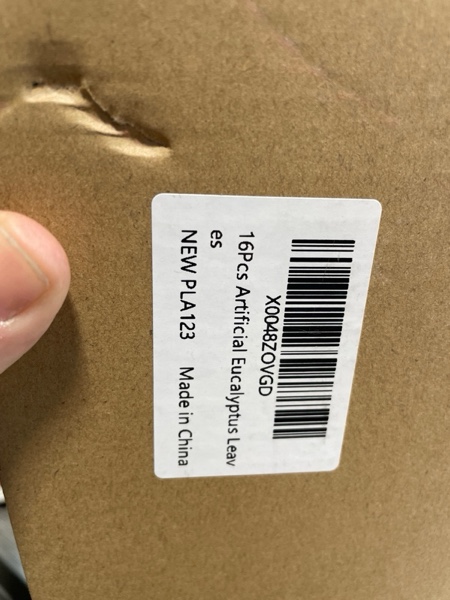 X0048ZOVGD
16Pcs Artificial Eucalyptus Leav
es
NEW PLA123 Made in China